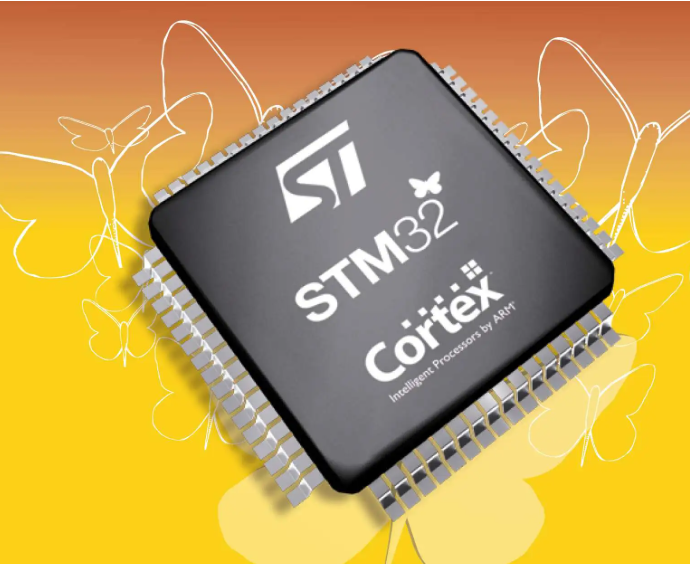 ST
STM32
Cortex
Intelligent Processors by ARM